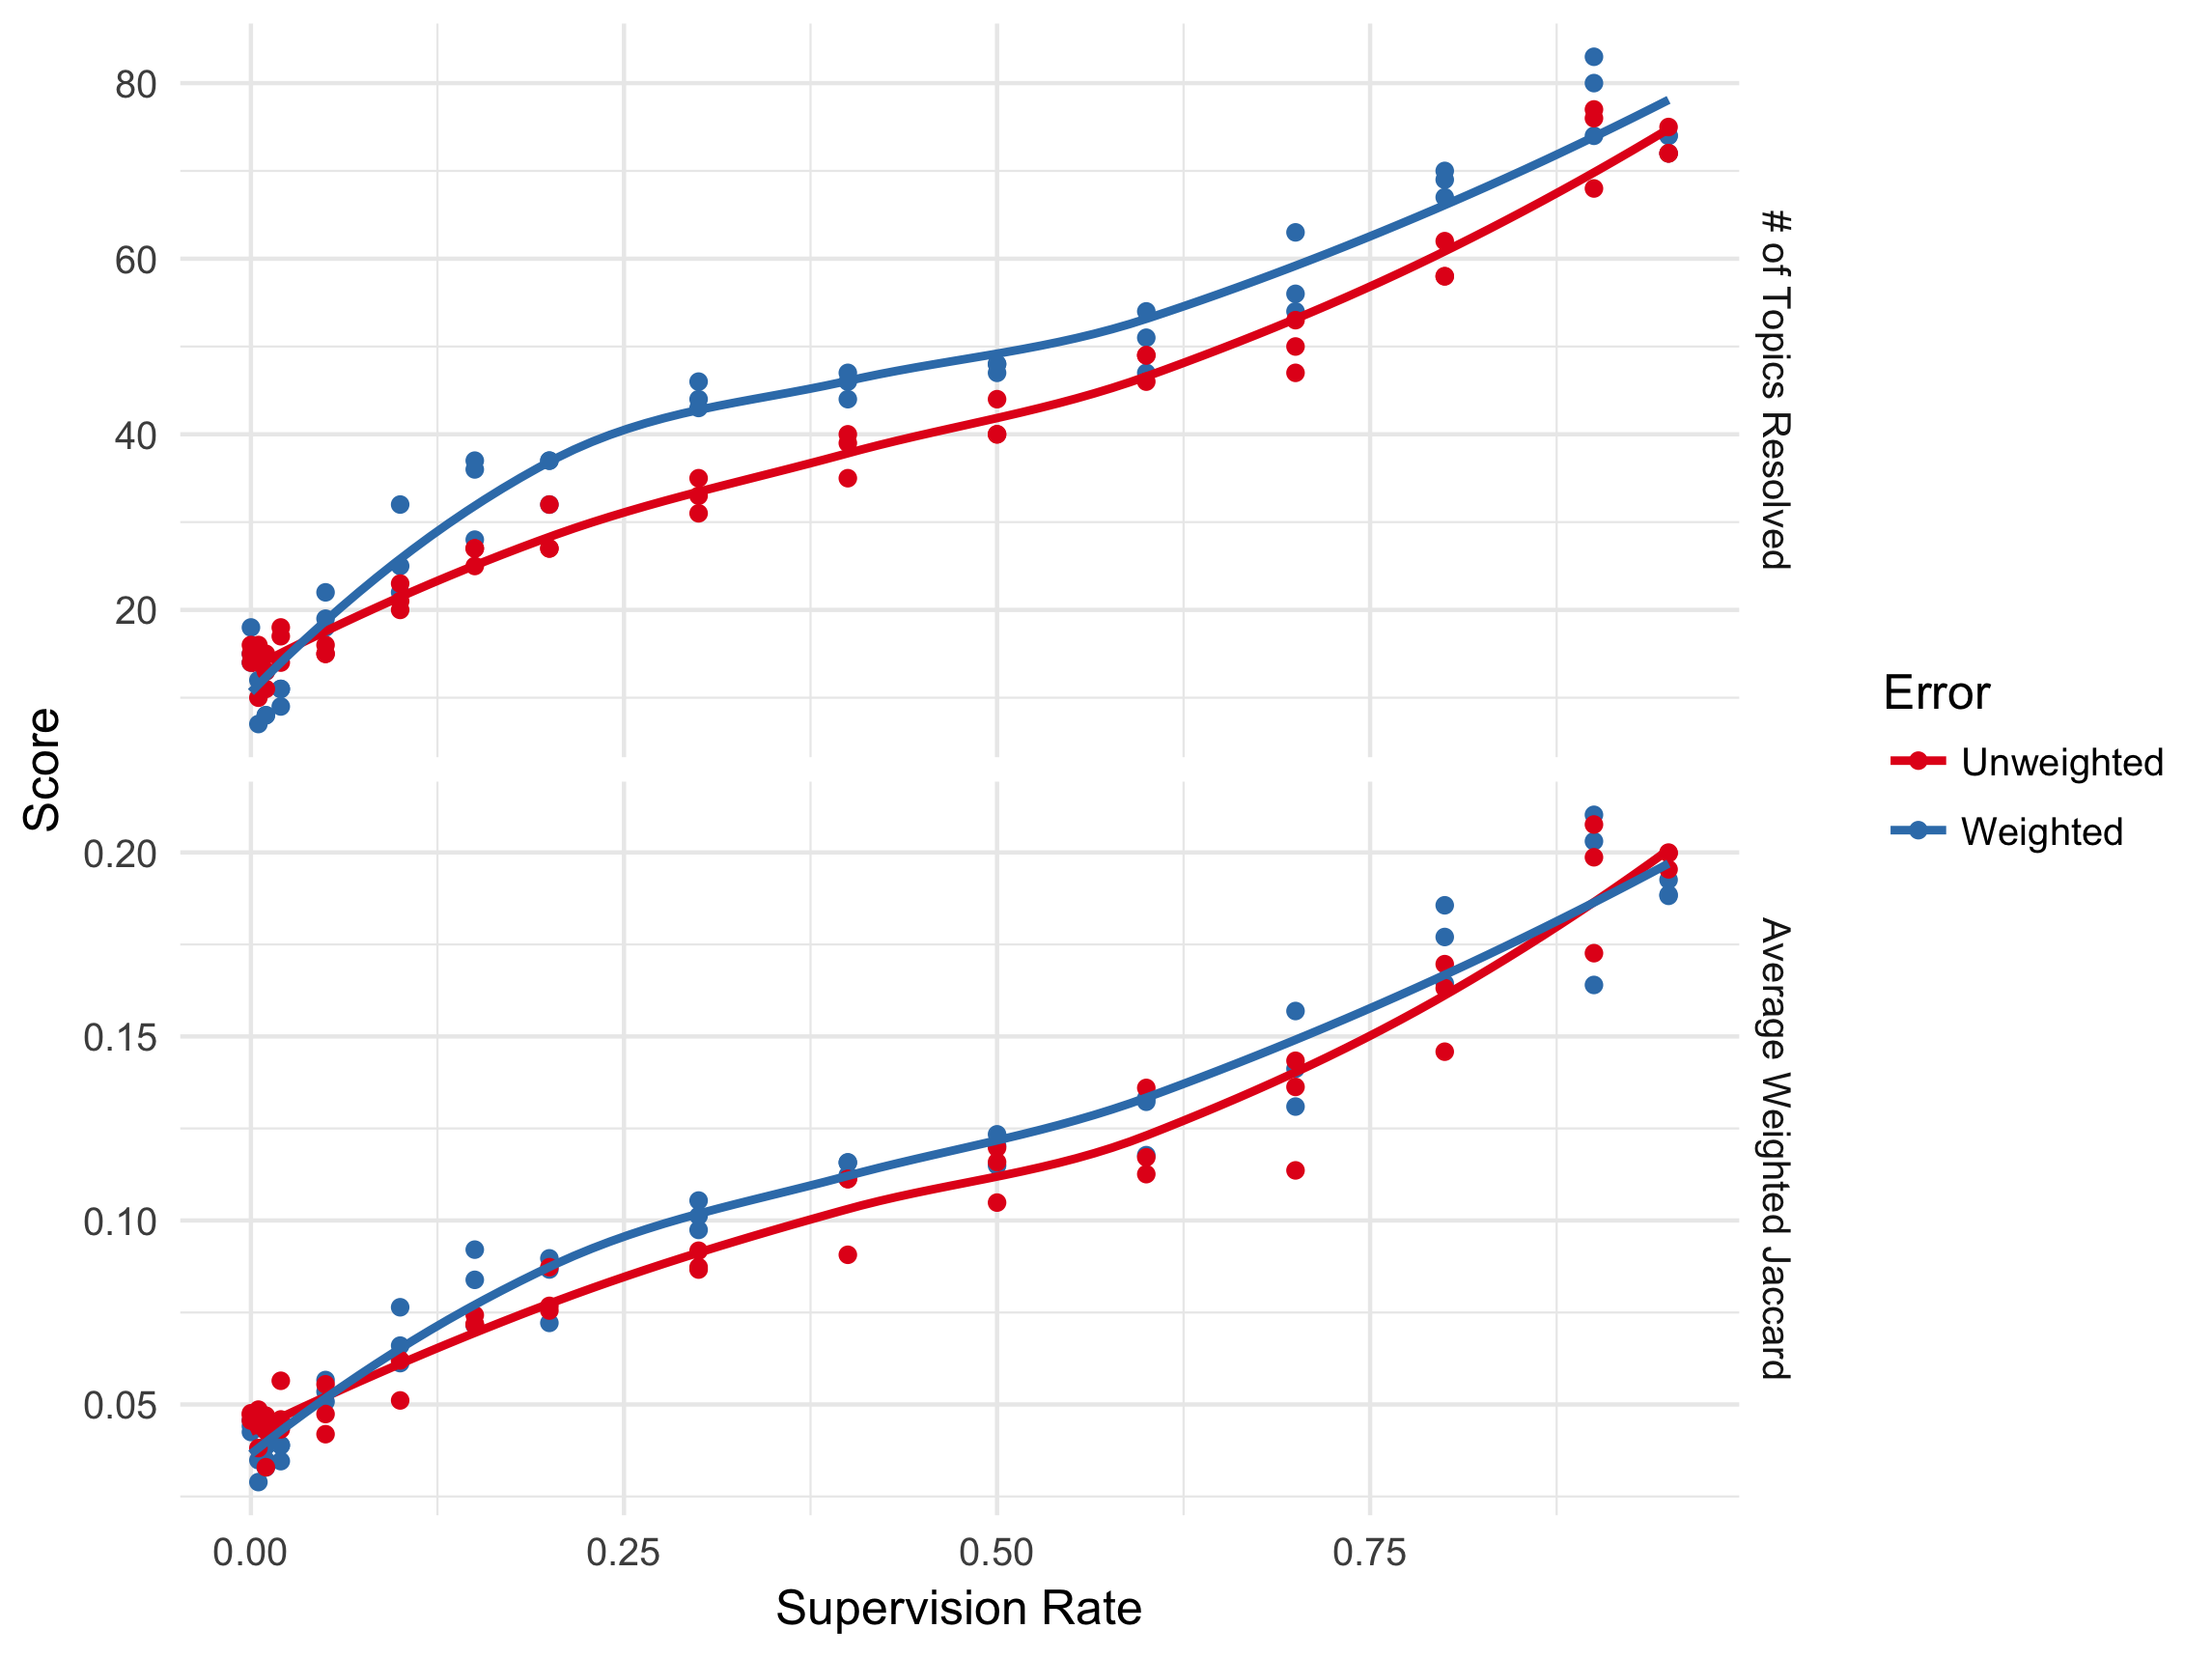 80
60
40
20
# of Topics Resolved
Score
0.20
0.15
0.10
0.05
Average Weighted Jaccard
0.00 0.25 0.50 0.75
Supervision Rate
Error
Unweighted
Weighted